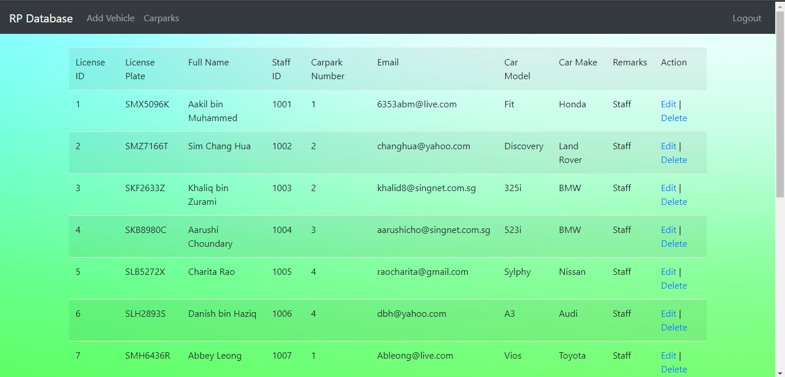 RP Database Add Vehicle Carparks Logout
License ID License Plate Full Name Staff ID Carpark Number Email Car Model Car Make Remarks Action
1 SMX5096K Aakil bin Muhammed 1001 1 6353abm@live.com Fit Honda Staff Edit | Delete
2 SMZ7166T Sim Chang Hua 1002 2 changhua@yahoo.com Discovery Land Rover Staff Edit | Delete
3 SKF2633Z Khaliq bin Zurami 1003 2 khalid8@singnet.com.sg 325i BMW Staff Edit | Delete
4 SKB8980C Aarushi Choundary 1004 3 aarushicho@singnet.com.sg 523i BMW Staff Edit | Delete
5 SLB5272X Charita Rao 1005 4 raocharita@gmail.com Sylphy Nissan Staff Edit | Delete
6 SLH2893S Danish bin Haziq 1006 4 dbh@yahoo.com A3 Audi Staff Edit | Delete
7 SMH6436R Abbey Leong 1007 1 Ableong@live.com Vios Toyota Staff Edit | Delete